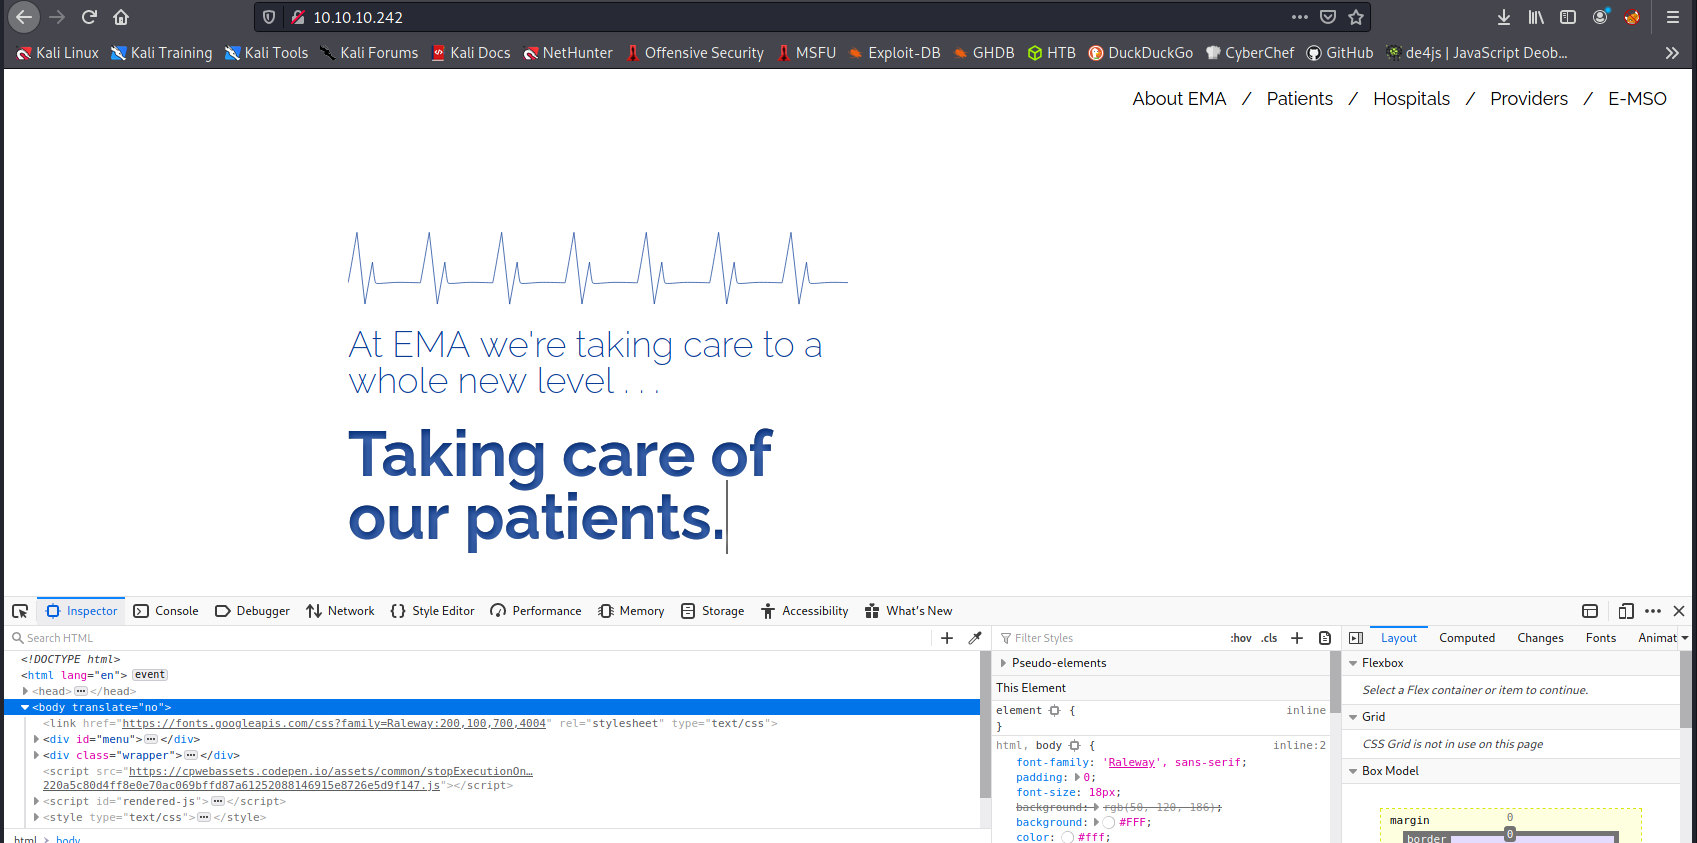 10.10.10.242
Kali Linux Kali Training Kali Tools Kali Forums Kali Docs NetHunter Offensive Security MSFU Exploit-DB GHDB HTB DuckDuckGo CyberChef GitHub de4js | JavaScript Deob…
About EMA / Patients / Hospitals / Providers / E-MSO
At EMA we're taking care to a
whole new level . . .
Taking care of
our patients.
Inspector Console Debugger Network Style Editor Performance Memory Storage Accessibility What's New
Search HTML
<!DOCTYPE html>
<html lang="en"> event
<head> ... </head>
<body translate="no">
<link href="https://fonts.googleapis.com/css?family=Raleway:200,100,700,4004" rel="stylesheet" type="text/css">
<div id="menu"> ... </div>
<div class="wrapper"> ... </div>
<script src="https://cpwebassets.codepen.io/assets/common/stopExecutionOn…
220a5c80d4ff8e0e70ac069bffd87a61252088146915e8726e5d9f147.js"></script>
<script id="rendered-js"> ... </script>
<style type="text/css"> ... </style>
html > body
Filter Styles :hov .cls
Pseudo-elements
This Element
element { inline
}
html, body { inline:2
font-family: 'Raleway', sans-serif;
padding: 0;
font-size: 18px;
background: rgb(50, 120, 186);
background: #FFF;
color: #fff;
Layout Computed Changes Fonts Animat
Flexbox
Select a Flex container or item to continue.
Grid
CSS Grid is not in use on this page
Box Model
margin 0
border 0